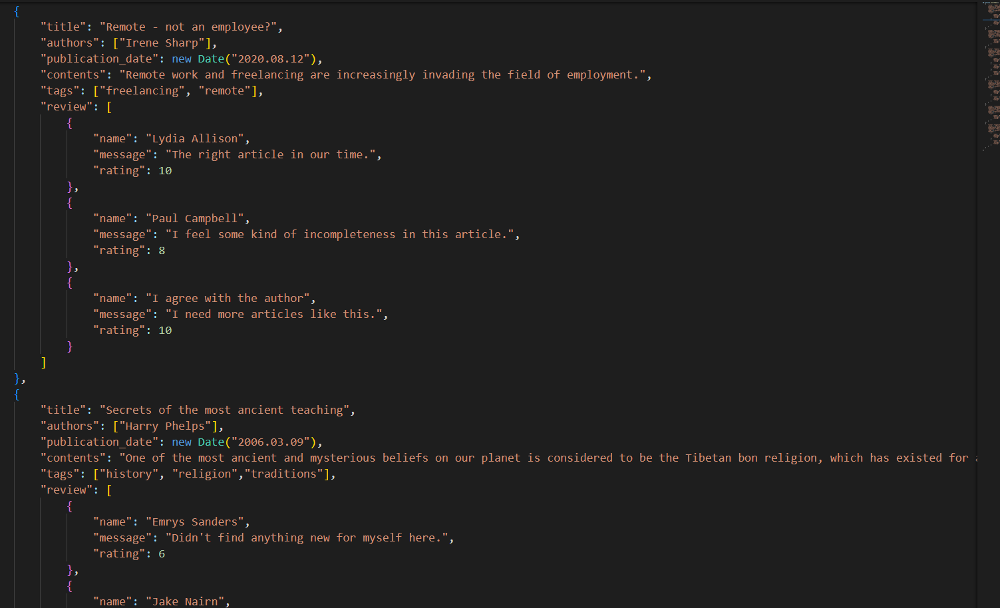 {
"title": "Remote - not an employee?",
"authors": ["Irene Sharp"],
"publication_date": new Date("2020.08.12"),
"contents": "Remote work and freelancing are increasingly invading the field of employment.",
"tags": ["freelancing", "remote"],
"review": [
{
"name": "Lydia Allison",
"message": "The right article in our time.",
"rating": 10
},
{
"name": "Paul Campbell",
"message": "I feel some kind of incompleteness in this article.",
"rating": 8
},
{
"name": "I agree with the author",
"message": "I need more articles like this.",
"rating": 10
}
]
},
{
"title": "Secrets of the most ancient teaching",
"authors": ["Harry Phelps"],
"publication_date": new Date("2006.03.09"),
"contents": "One of the most ancient and mysterious beliefs on our planet is considered to be the Tibetan bon religion, which has existed for
"tags": ["history", "religion","traditions"],
"review": [
{
"name": "Emrys Sanders",
"message": "Didn't find anything new for myself here.",
"rating": 6
},
{
"name": "Jake Nairn",